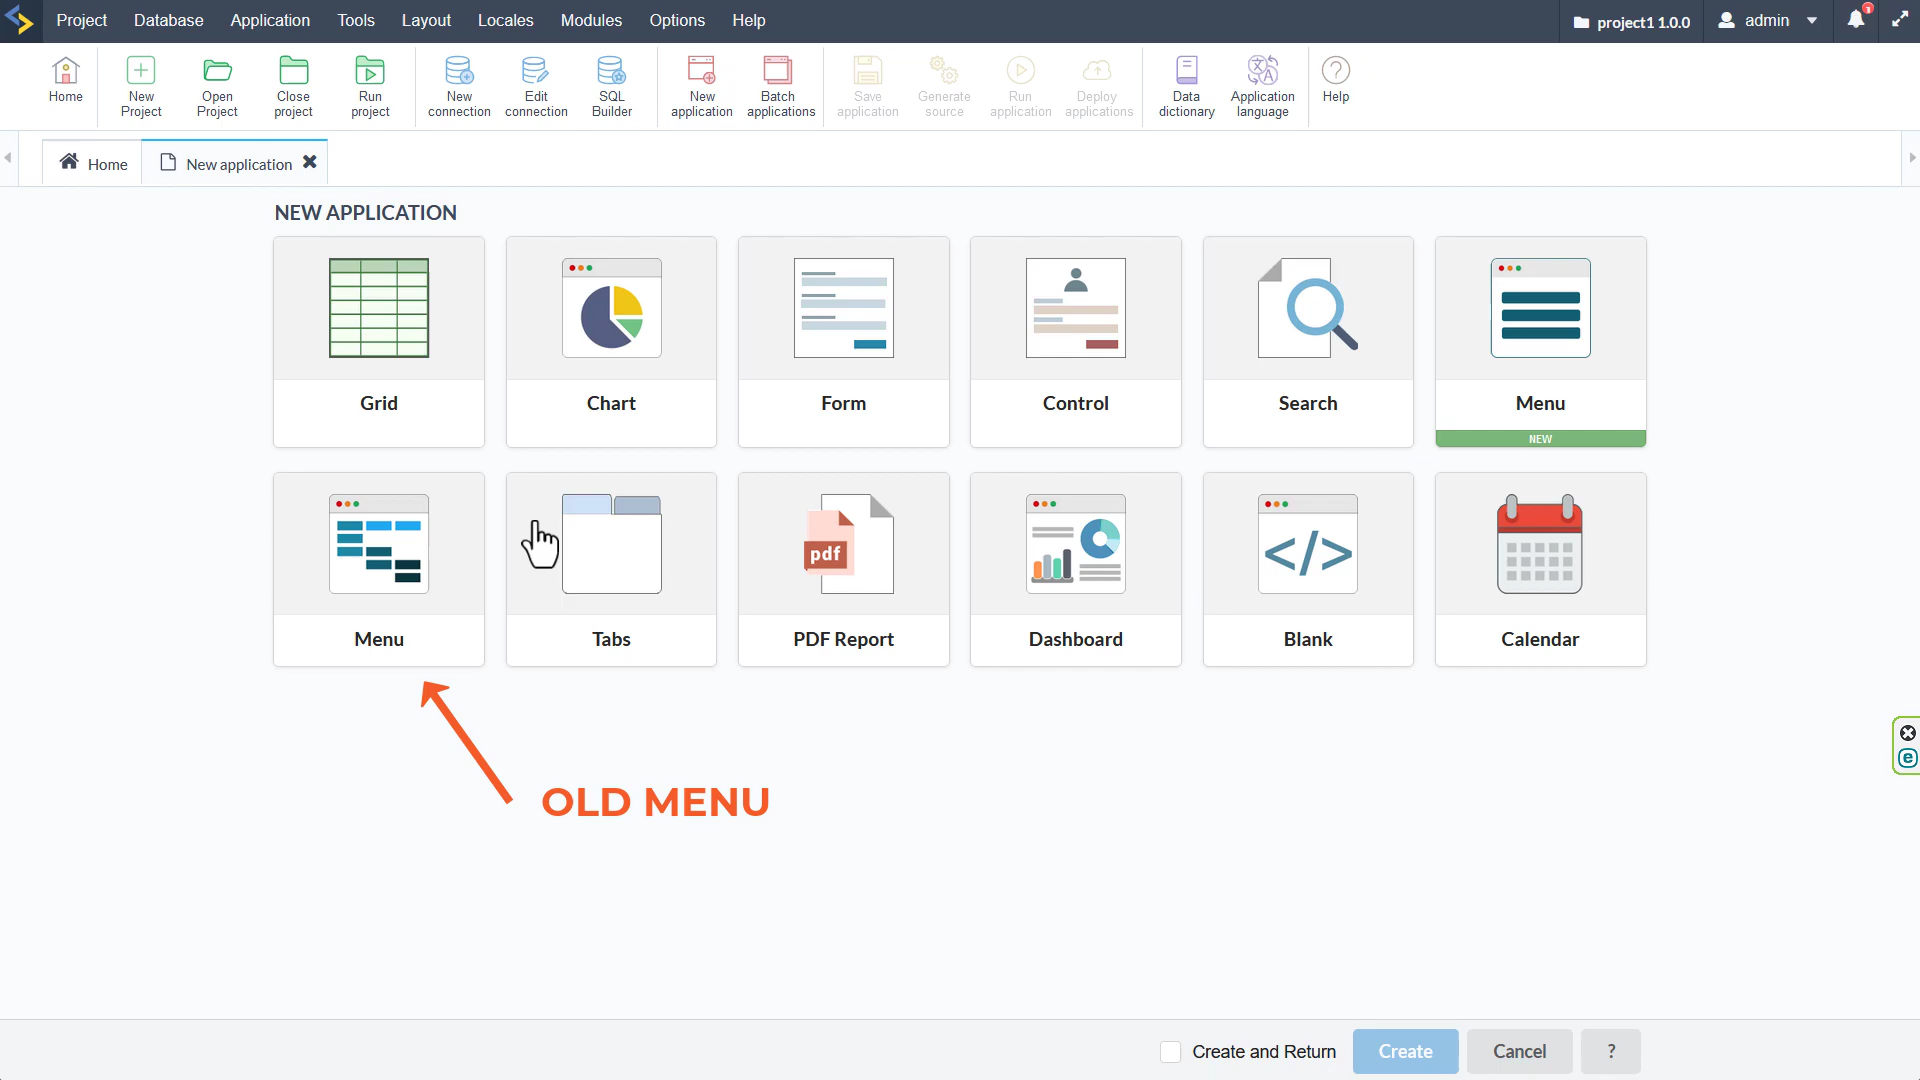 Project Database Application Tools Layout Locales Modules Options Help project1 1.0.0 admin 1
Home New Project Open Project Close project Run project New connection Edit connection SQL Builder New application Batch applications Save application Generate source Run application Deploy applications Data dictionary Application language Help
Home New application
NEW APPLICATION
Grid Chart Form Control Search Menu
NEW
pdf </> e
Menu Tabs PDF Report Dashboard Blank Calendar
OLD MENU
Create and Return Create Cancel ?